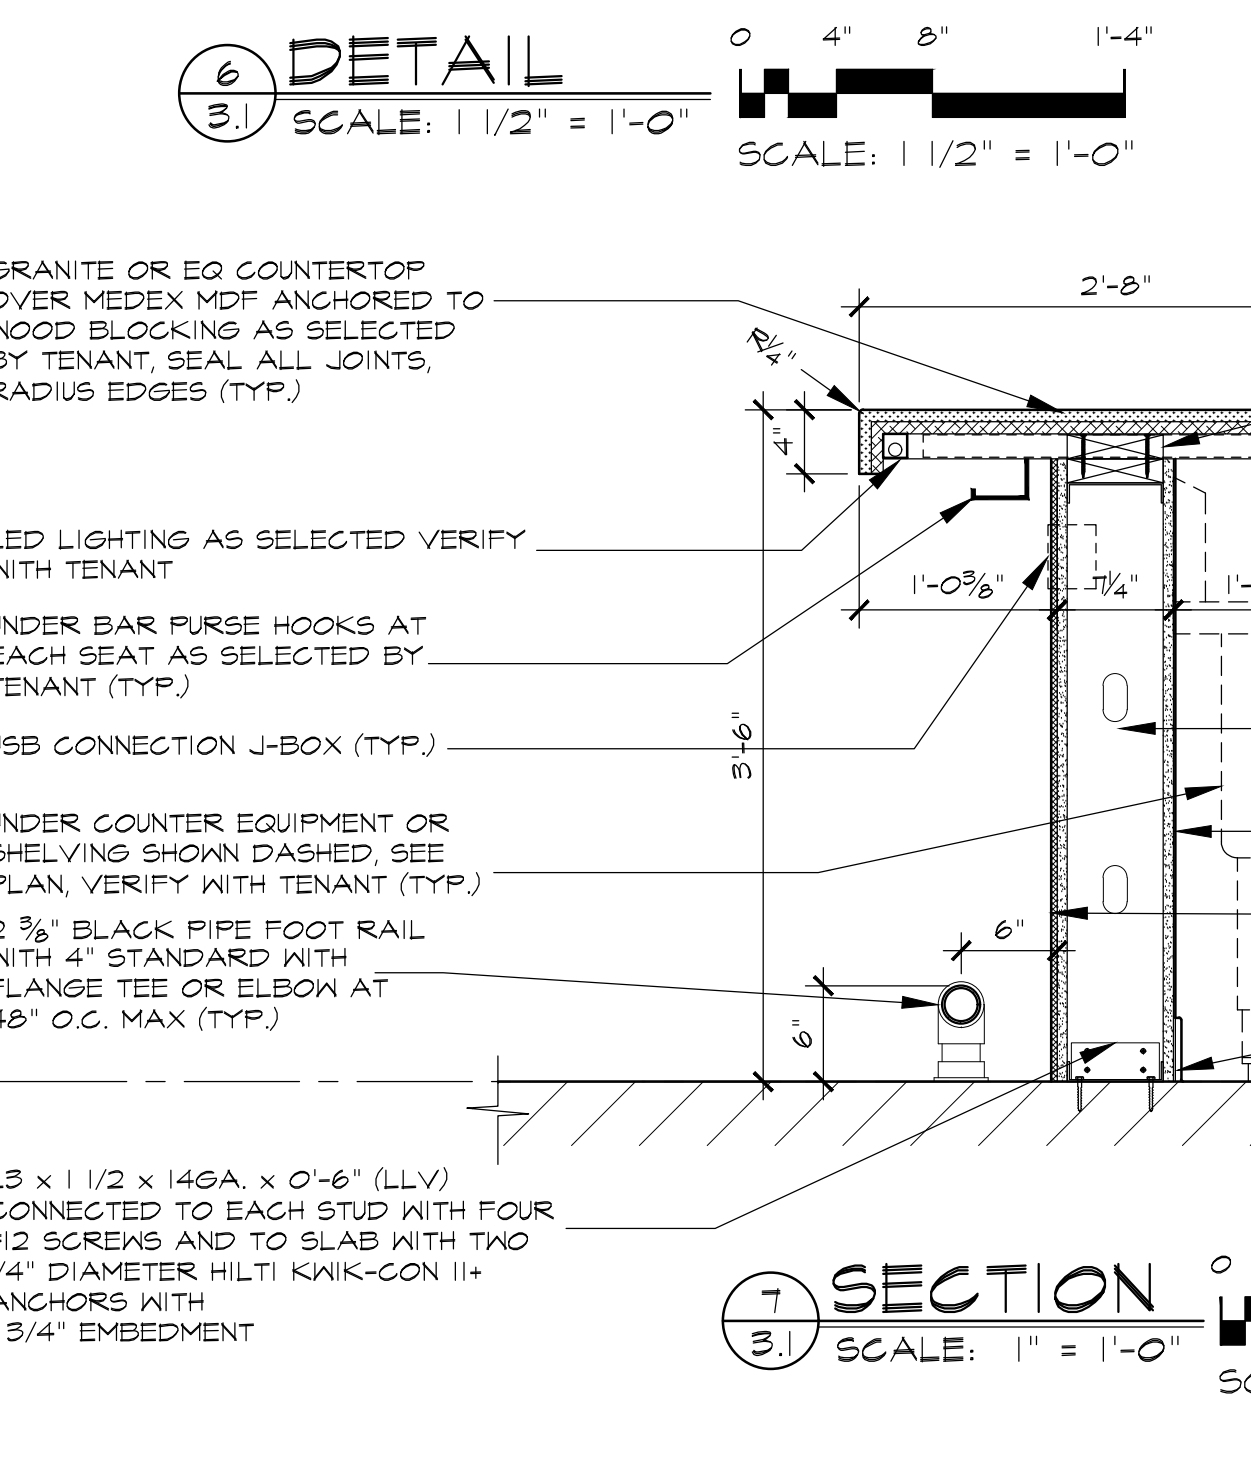 6
3.1
DETAIL
SCALE: 1 1/2" = 1'-0"
0 4" 8" 1'-4"
SCALE: 1 1/2" = 1'-0"
GRANITE OR EQ COUNTERTOP
OVER MEDEX MDF ANCHORED TO
WOOD BLOCKING AS SELECTED
BY TENANT, SEAL ALL JOINTS,
RADIUS EDGES (TYP.)
2'-8"
R1/4"
4"
LED LIGHTING AS SELECTED VERIFY
WITH TENANT
1'-0 3/8"
7 1/4"
1'-
UNDER BAR PURSE HOOKS AT
EACH SEAT AS SELECTED BY
TENANT (TYP.)
USB CONNECTION J-BOX (TYP.)
3'-6"
UNDER COUNTER EQUIPMENT OR
SHELVING SHOWN DASHED, SEE
PLAN, VERIFY WITH TENANT (TYP.)
2 3/8" BLACK PIPE FOOT RAIL
WITH 4" STANDARD WITH
FLANGE TEE OR ELBOW AT
48" O.C. MAX (TYP.)
6"
6"
L3 x 1 1/2 x 14GA. x 0'-6" (LLV)
CONNECTED TO EACH STUD WITH FOUR
#12 SCREWS AND TO SLAB WITH TWO
1/4" DIAMETER HILTI KWIK-CON II+
ANCHORS WITH
3/4" EMBEDMENT
7
3.1
SECTION
SCALE: 1" = 1'-0"
0
SC